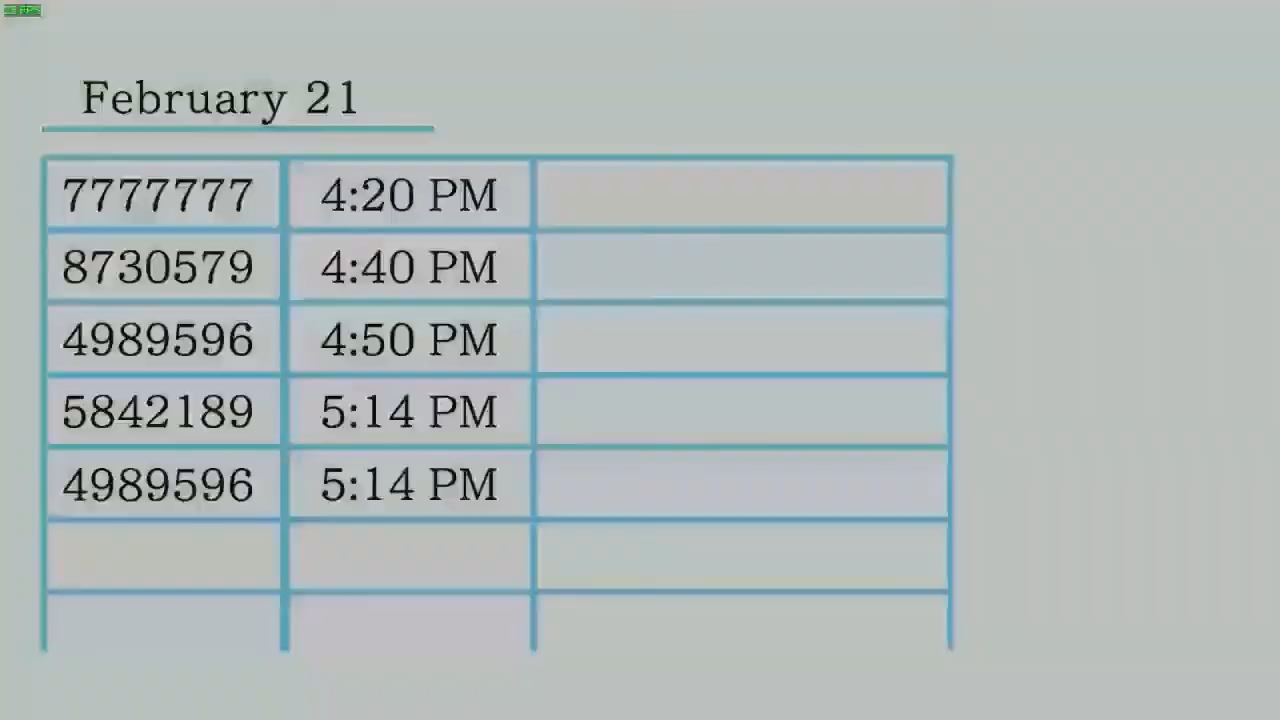 February 21
7777777 4:20 PM
8730579 4:40 PM
4989596 4:50 PM
5842189 5:14 PM
4989596 5:14 PM